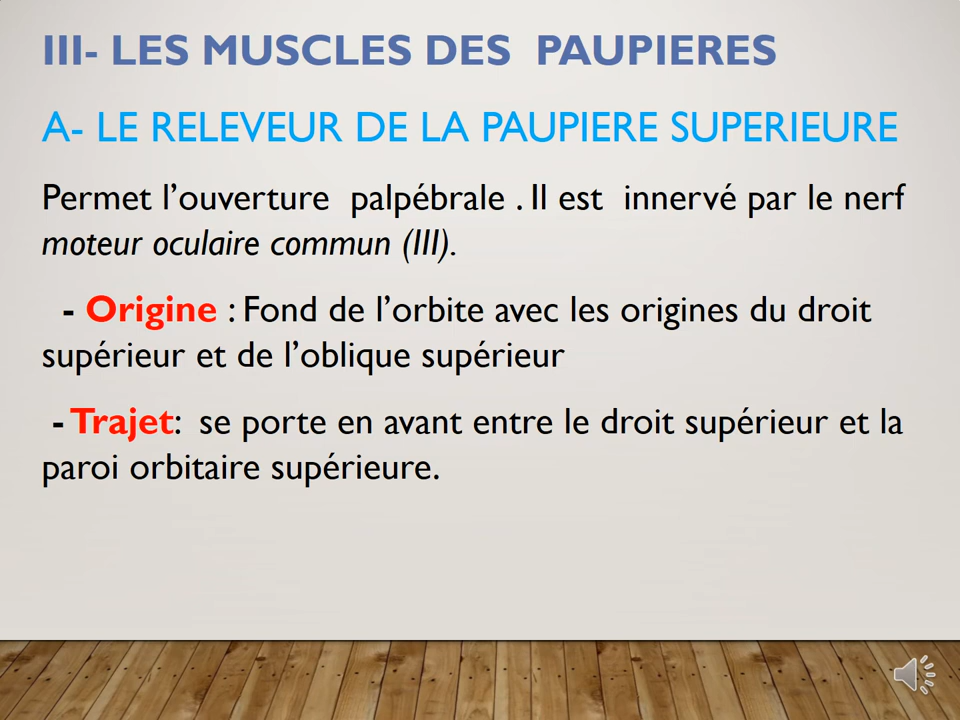 III- LES MUSCLES DES PAUPIERES
A- LE RELEVEUR DE LA PAUPIERE SUPERIEURE
Permet l’ouverture palpébrale . Il est innervé par le nerf
moteur oculaire commun (III).
- Origine : Fond de l’orbite avec les origines du droit
supérieur et de l’oblique supérieur
- Trajet: se porte en avant entre le droit supérieur et la
paroi orbitaire supérieure.